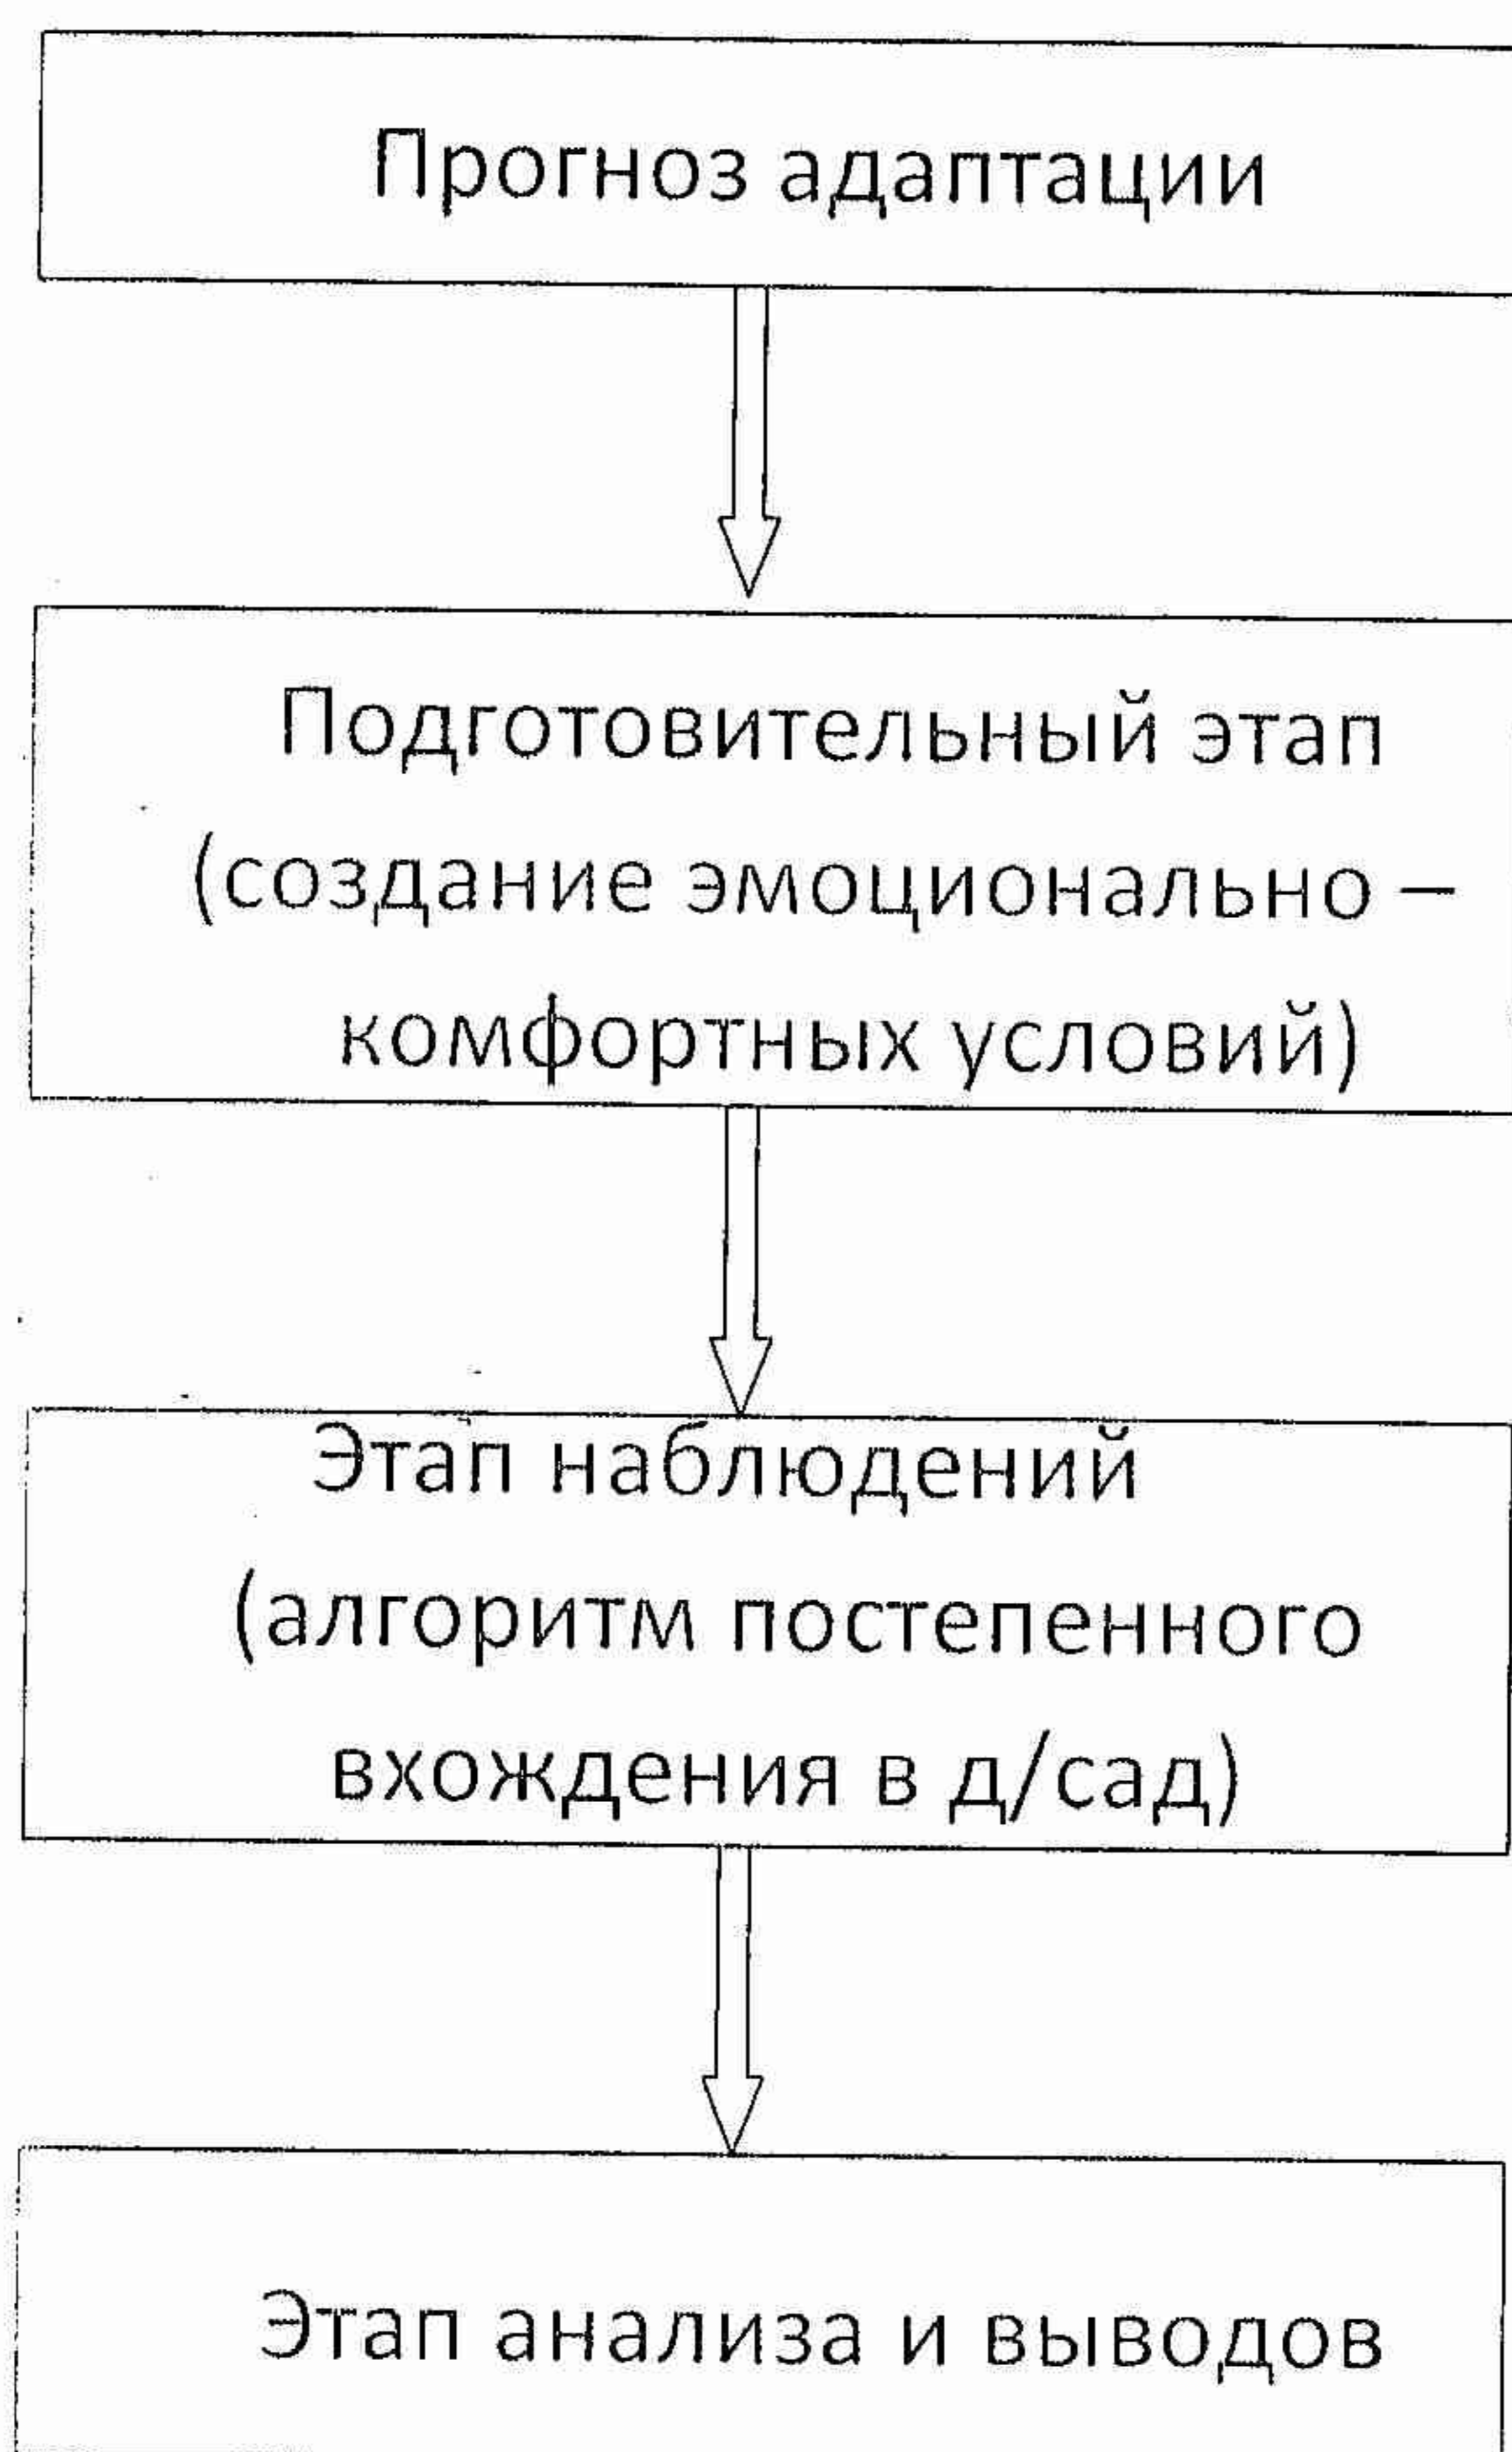 Прогноз адаптации
Подготовительный этап
(создание эмоционально –
комфортных условий)
Этап наблюдений
(алгоритм постепенного
вхождения в д/сад)
Этап анализа и выводов